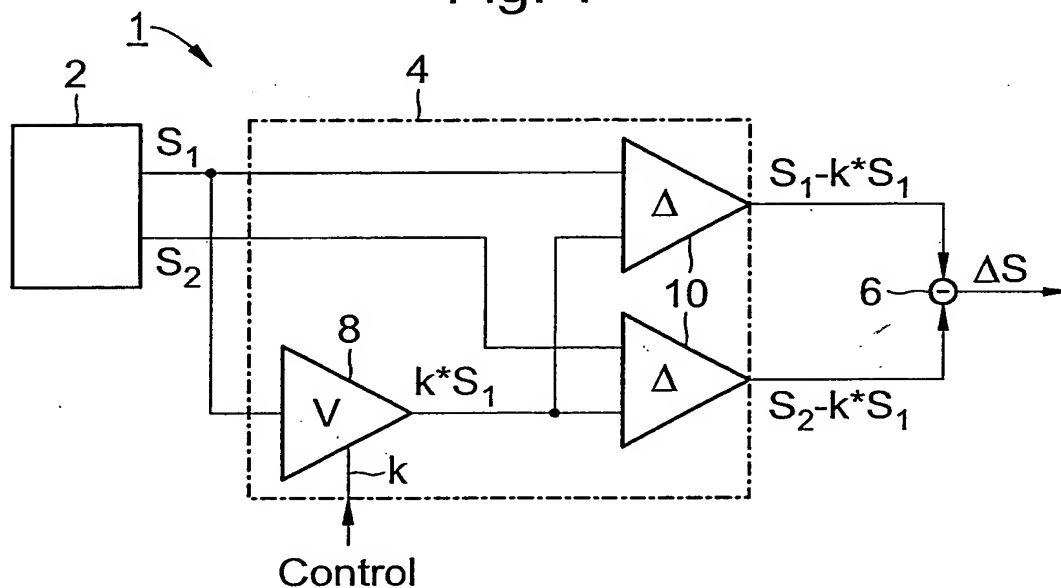 1
2
4
S₁
S₁-k*S₁
Δ
S₂
10
6
-
ΔS
8
k*S₁
V
Δ
S₂-k*S₁
k
Control